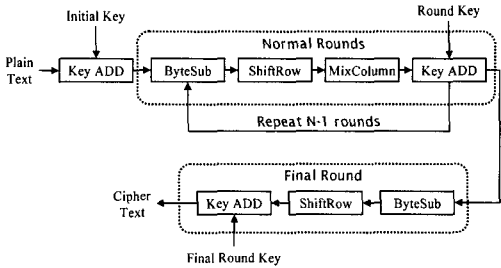 Initial Key
Round Key
Normal Rounds
Plain
Text
Key ADD
ByteSub
ShiftRow
MixColumn
Key ADD
Repeat N-1 rounds
Final Round
Cipher
Text
Key ADD
ShiftRow
ByteSub
Final Round Key